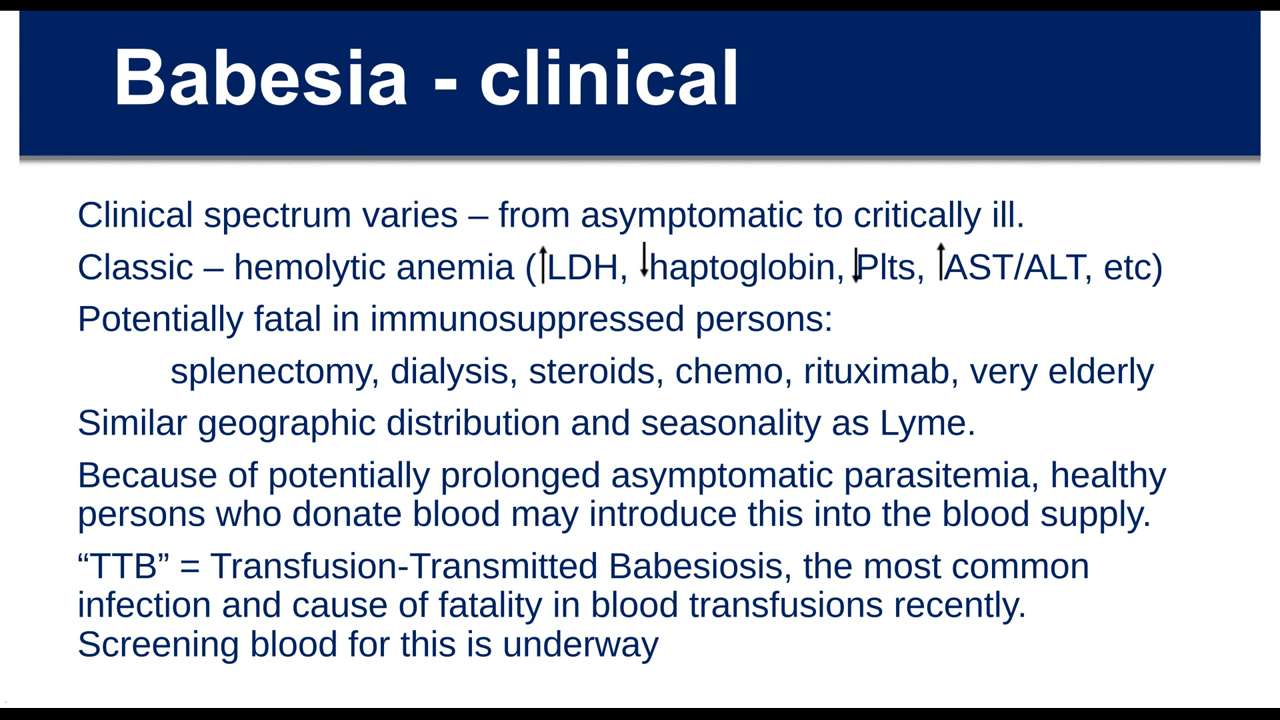 Babesia - clinical
Clinical spectrum varies – from asymptomatic to critically ill.
Classic – hemolytic anemia (↑LDH, ↓haptoglobin, ↓Plts, ↑AST/ALT, etc)
Potentially fatal in immunosuppressed persons:
splenectomy, dialysis, steroids, chemo, rituximab, very elderly
Similar geographic distribution and seasonality as Lyme.
Because of potentially prolonged asymptomatic parasitemia, healthy
persons who donate blood may introduce this into the blood supply.
“TTB” = Transfusion-Transmitted Babesiosis, the most common
infection and cause of fatality in blood transfusions recently.
Screening blood for this is underway